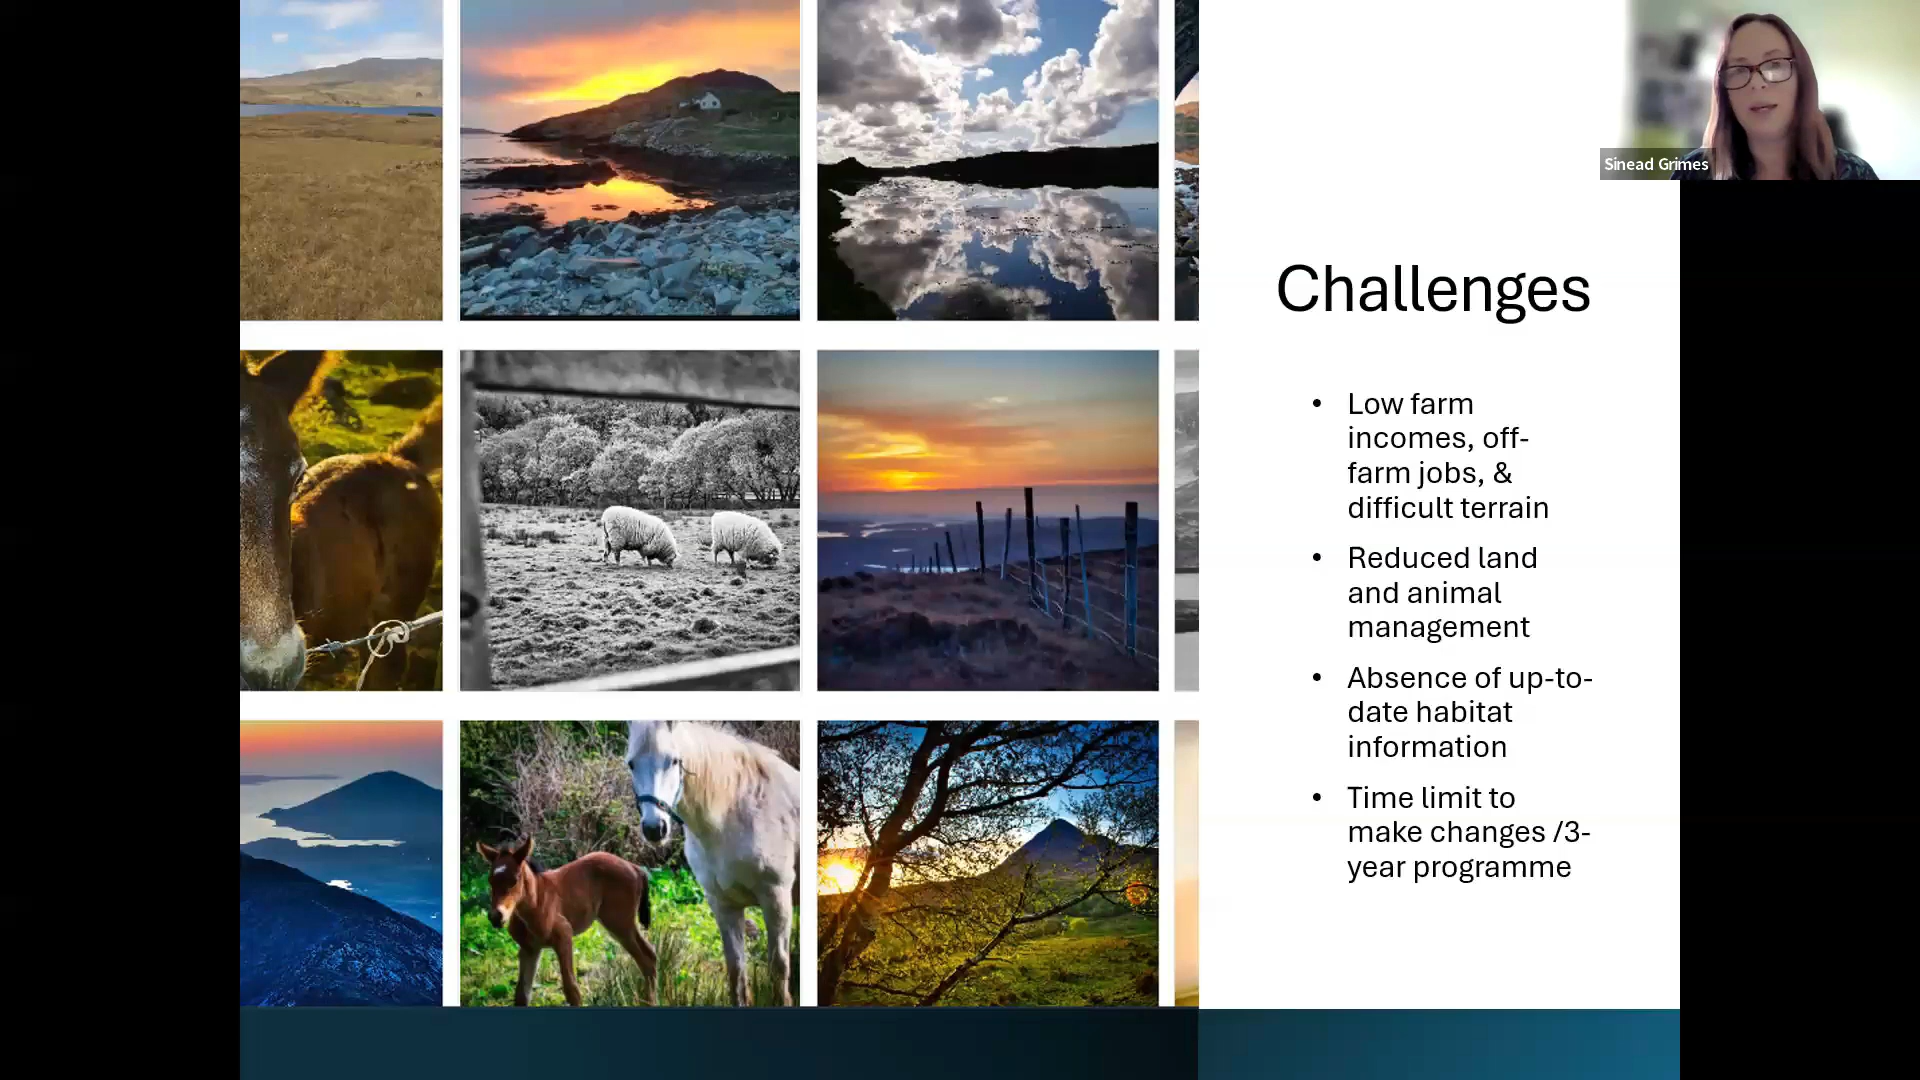 Sinead Grimes
Challenges
• Low farm
incomes, off-
farm jobs, &
difficult terrain
• Reduced land
and animal
management
• Absence of up-to-
date habitat
information
• Time limit to
make changes /3-
year programme